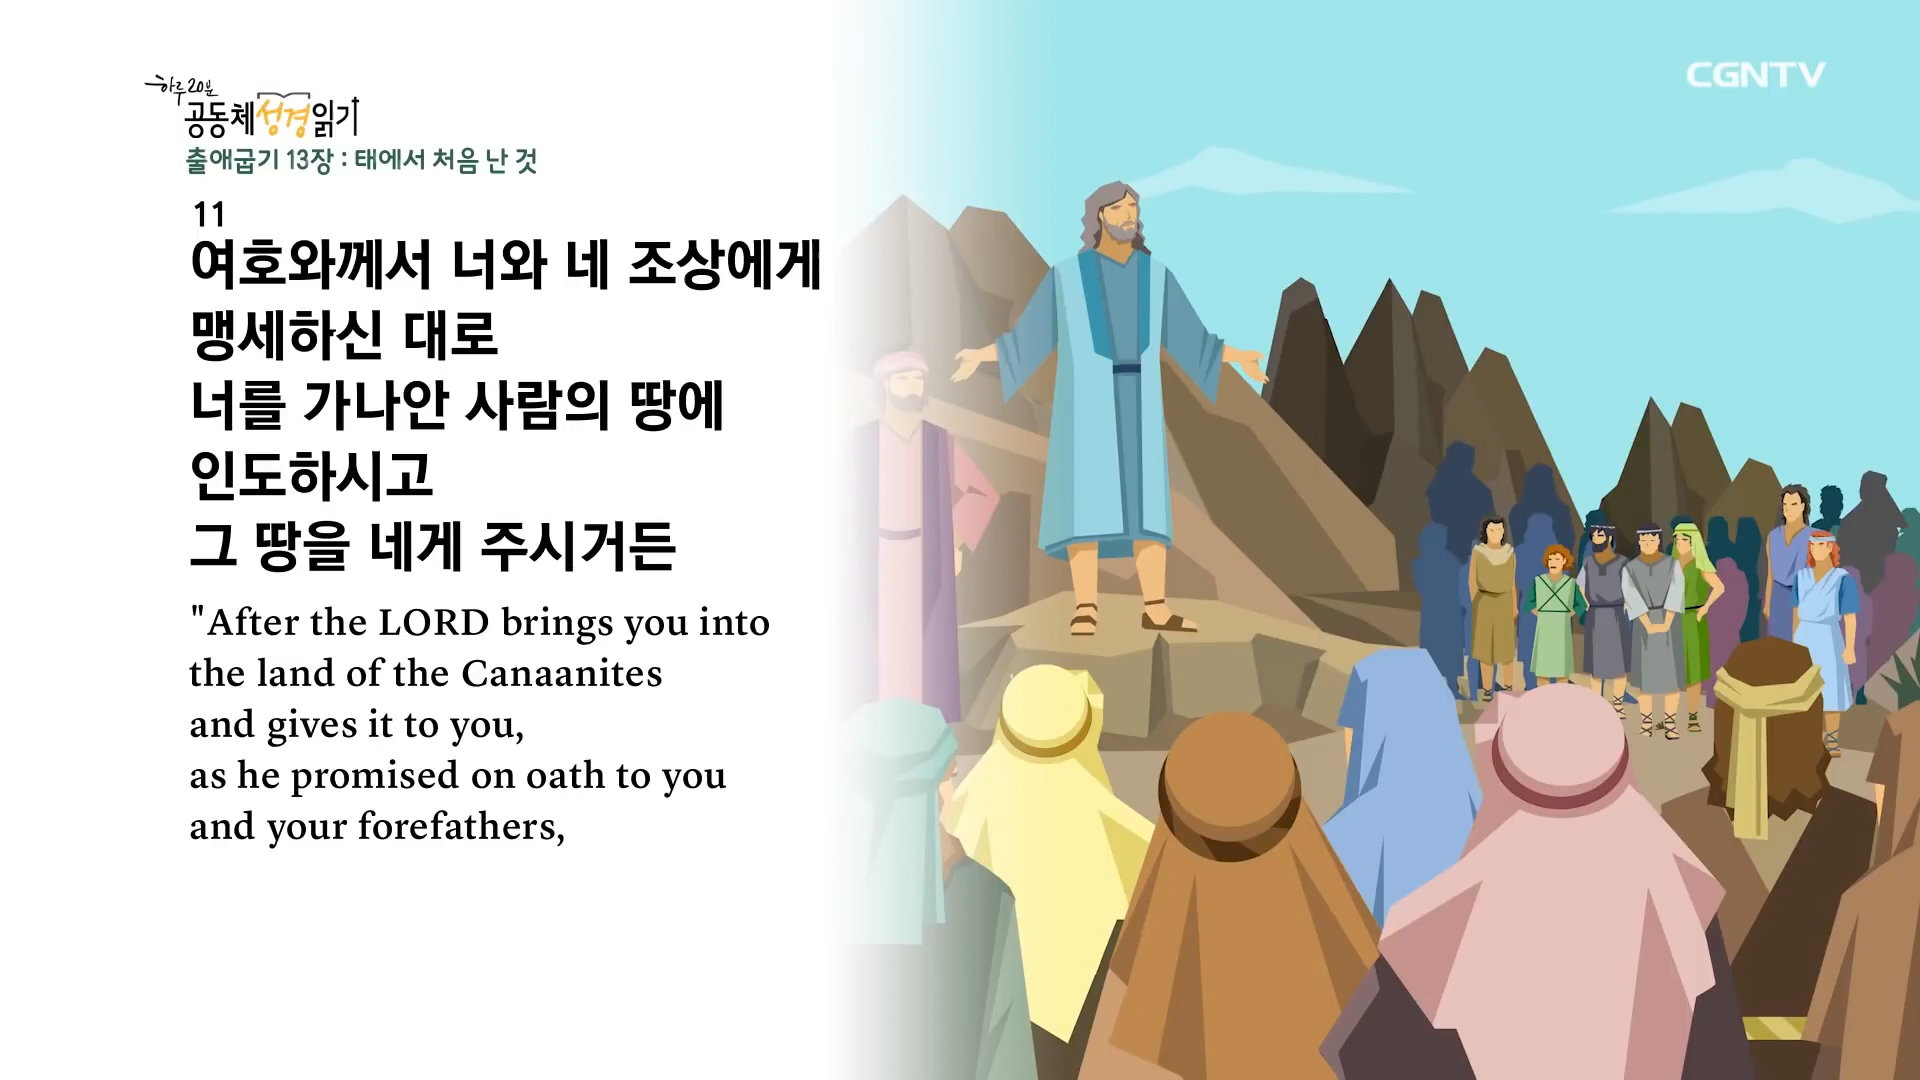 하루 20분
공동체성경읽기
CGNTV
출애굽기 13장 : 태에서 처음 난 것
11
여호와께서 너와 네 조상에게
맹세하신 대로
너를 가나안 사람의 땅에
인도하시고
그 땅을 네게 주시거든
"After the LORD brings you into
the land of the Canaanites
and gives it to you,
as he promised on oath to you
and your forefathers,